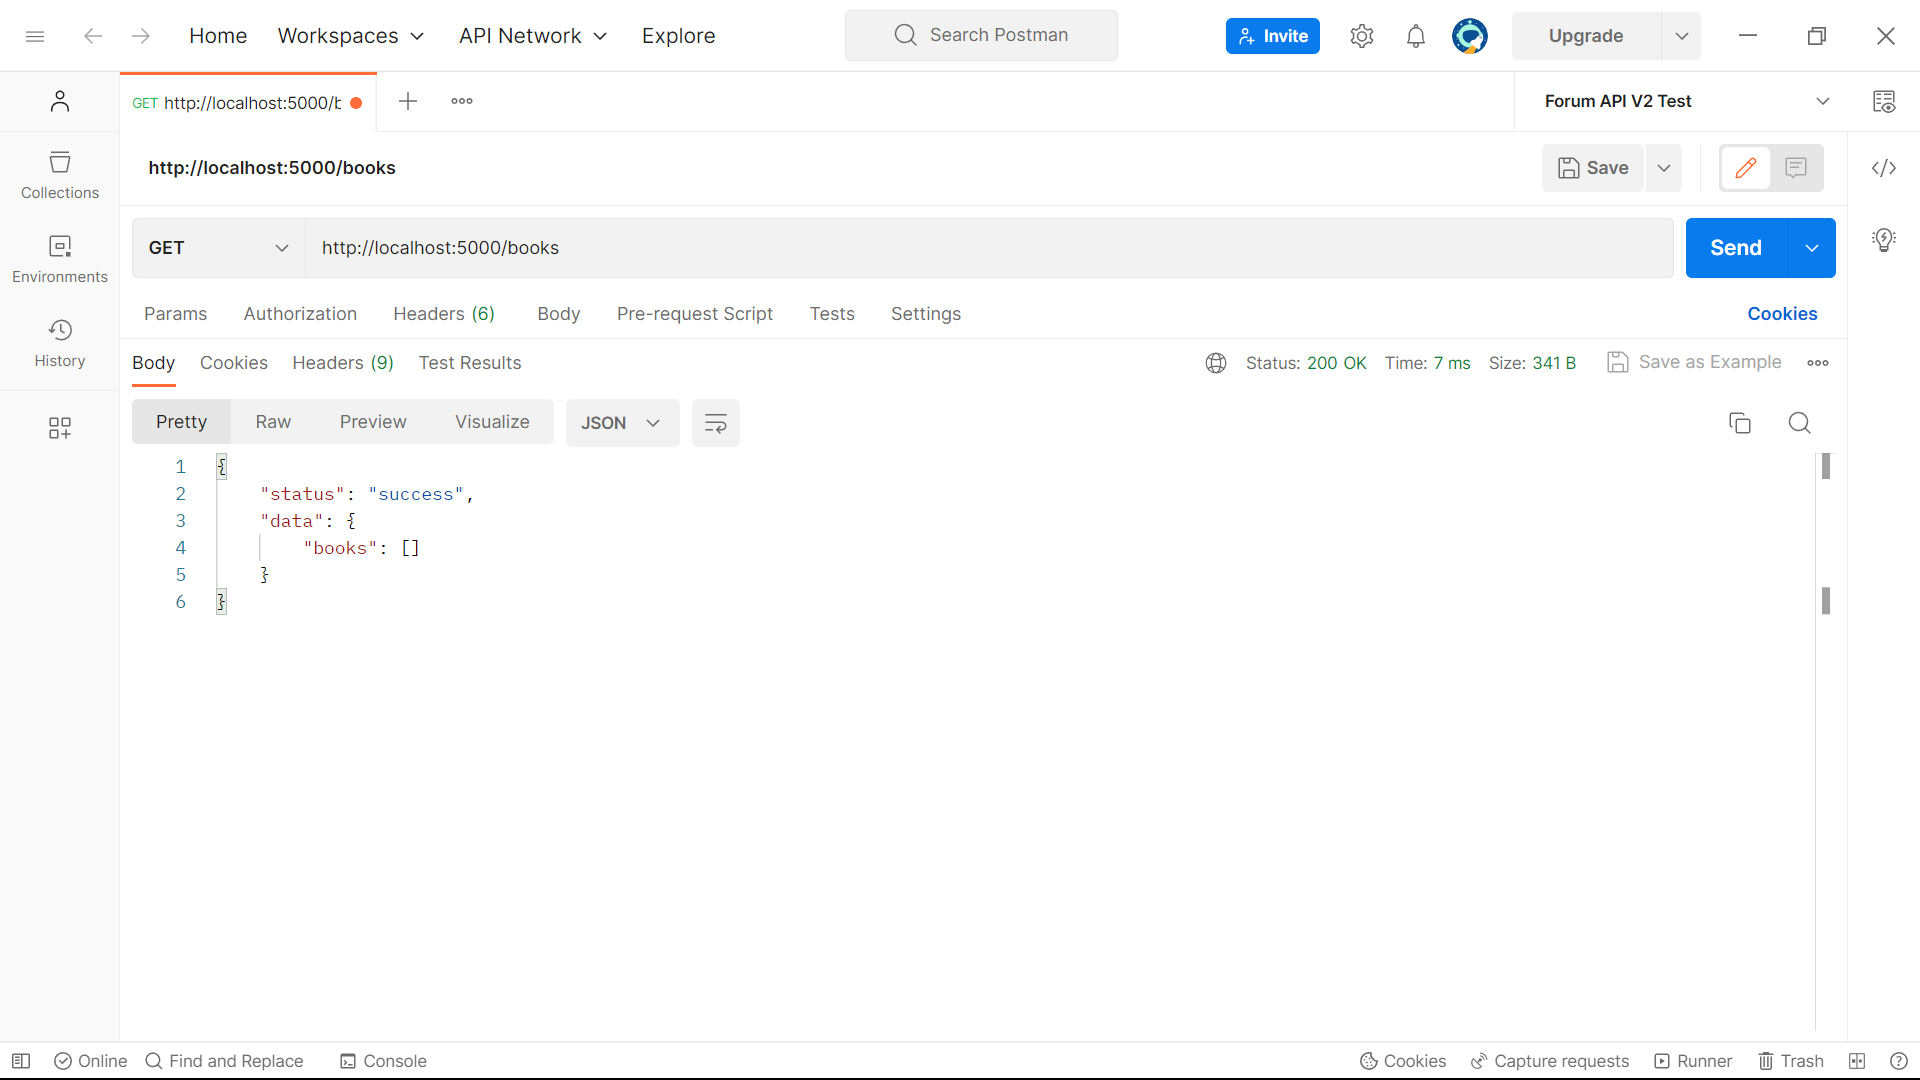 Home Workspaces API Network Explore Search Postman Invite Upgrade
GET http://localhost:5000/b Forum API V2 Test
http://localhost:5000/books Save
Collections
Environments
History
GET http://localhost:5000/books Send
Params Authorization Headers (6) Body Pre-request Script Tests Settings Cookies
Body Cookies Headers (9) Test Results Status: 200 OK Time: 7 ms Size: 341 B Save as Example
Pretty Raw Preview Visualize JSON
1 {
2 "status": "success",
3 "data": {
4 "books": []
5 }
6 }
Online Find and Replace Console Cookies Capture requests Runner Trash